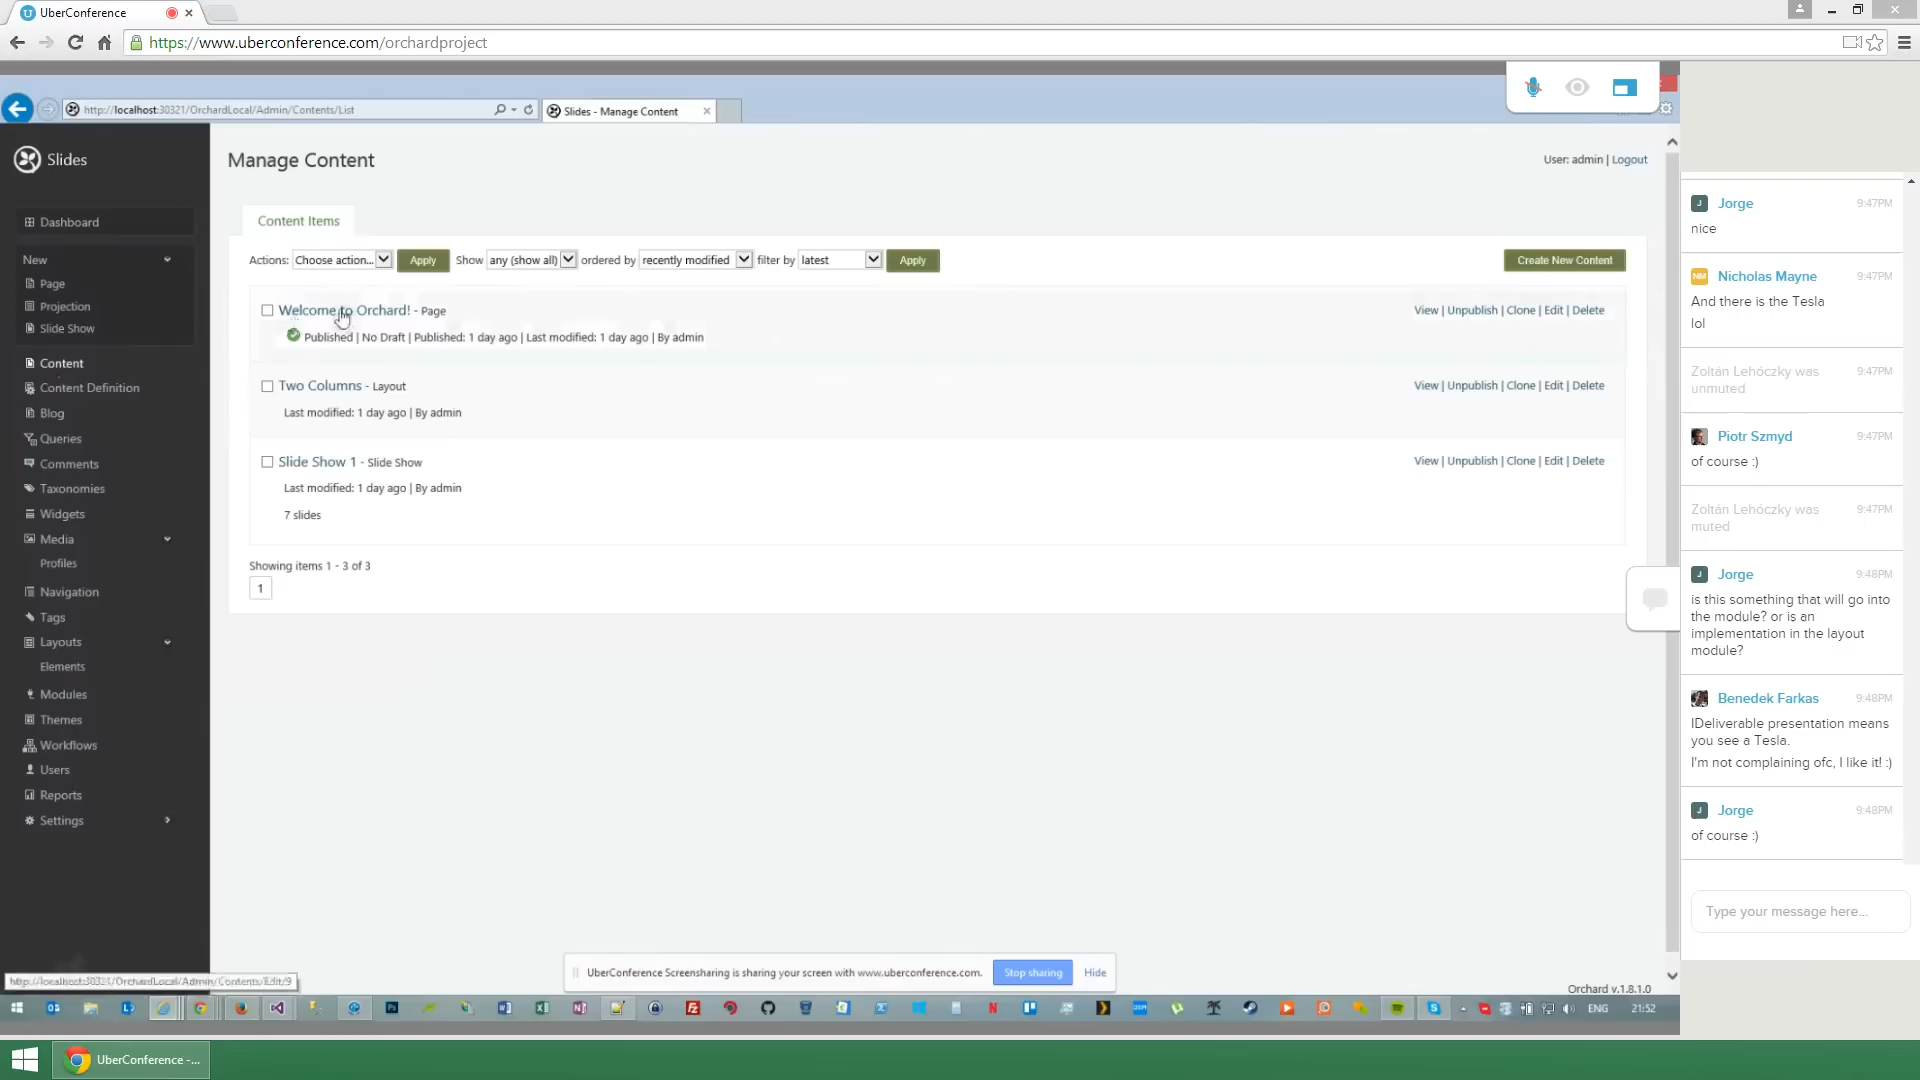 UberConference
https://www.uberconference.com/orchardproject
http://localhost:30321/OrchardLocal/Admin/Contents/List
Slides - Manage Content
Slides
Manage Content
User: admin | Logout
Dashboard
New
Page
Projection
Slide Show
Content
Content Definition
Blog
Queries
Comments
Taxonomies
Widgets
Media
Profiles
Navigation
Tags
Layouts
Elements
Modules
Themes
Workflows
Users
Reports
Settings
Content Items
Actions: Choose action... Apply Show any (show all) ordered by recently modified filter by latest Apply
Create New Content
Welcome to Orchard! - Page
View | Unpublish | Clone | Edit | Delete
Published | No Draft | Published: 1 day ago | Last modified: 1 day ago | By admin
Two Columns - Layout
View | Unpublish | Clone | Edit | Delete
Last modified: 1 day ago | By admin
Slide Show 1 - Slide Show
View | Unpublish | Clone | Edit | Delete
Last modified: 1 day ago | By admin
7 slides
Showing items 1 - 3 of 3
1
J Jorge 9:47PM
nice
NM Nicholas Mayne 9:47PM
And there is the Tesla
lol
Zoltán Lehóczky was 9:47PM
unmuted
Piotr Szmyd 9:47PM
of course :)
Zoltán Lehóczky was 9:47PM
muted
J Jorge 9:48PM
is this something that will go into
the module? or is an
implementation in the layout
module?
Benedek Farkas 9:48PM
IDeliverable presentation means
you see a Tesla.
I'm not complaining ofc, I like it! :)
J Jorge 9:48PM
of course :)
Type your message here...
UberConference Screensharing is sharing your screen with www.uberconference.com.
Stop sharing
Hide
http://localhost:30321/OrchardLocal/Admin/Contents/Edit/9
Orchard v.1.8.1.0
ENG
21:52
UberConference -...